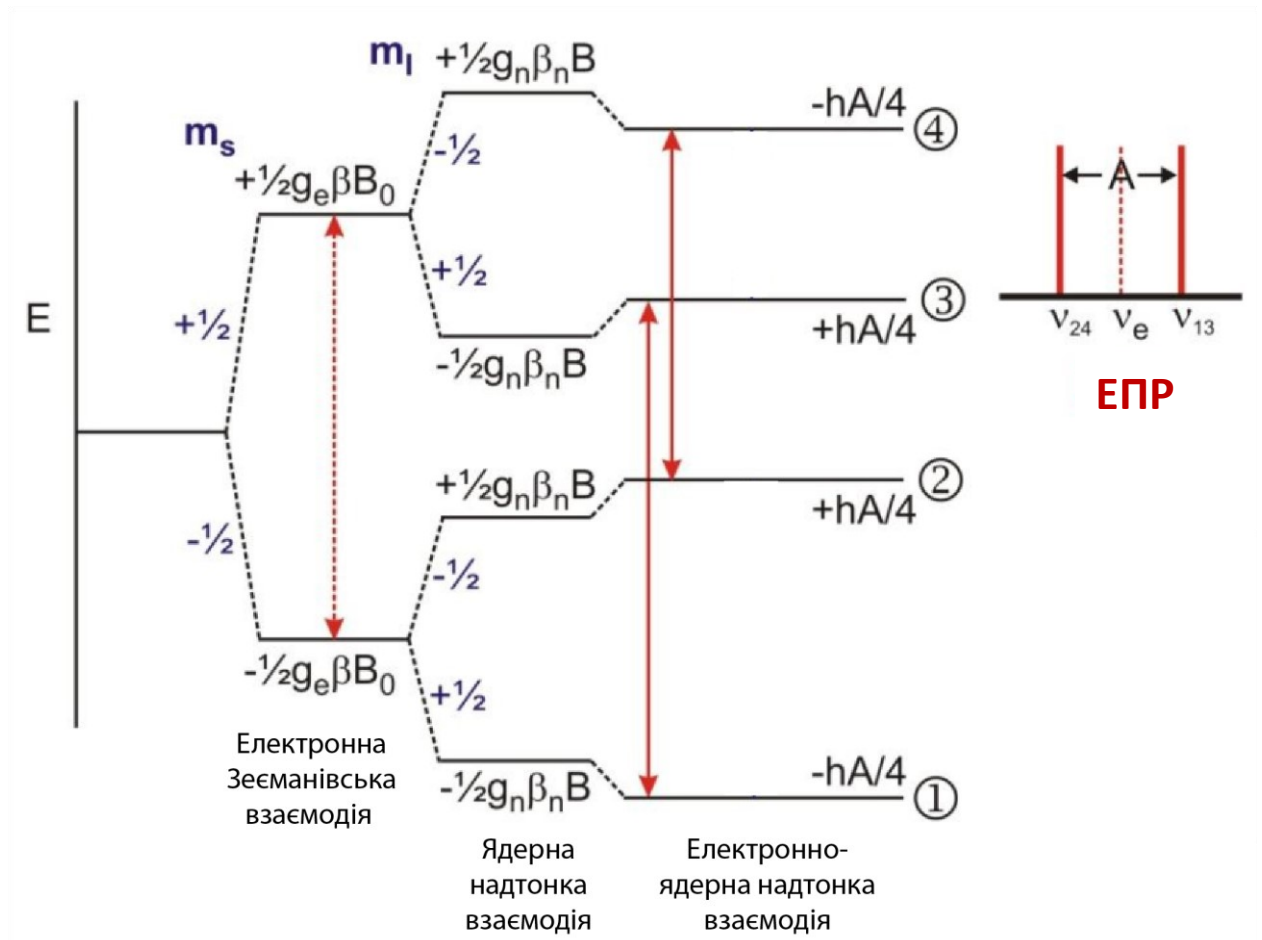 m_I
+½gₙβₙB
-hA/4
④
m_s
-½
+½gₑβB₀
A
+½
+½
③
ν₂₄ νₑ ν₁₃
E
+hA/4
-½gₙβₙB
ЕПР
+½gₙβₙB
②
+hA/4
-½
-½
-½gₑβB₀
+½
Електронна
Зеєманівська
взаємодія
-hA/4
①
-½gₙβₙB
Ядерна
надтонка
взаємодія
Електронно-
ядерна надтонка
взаємодія